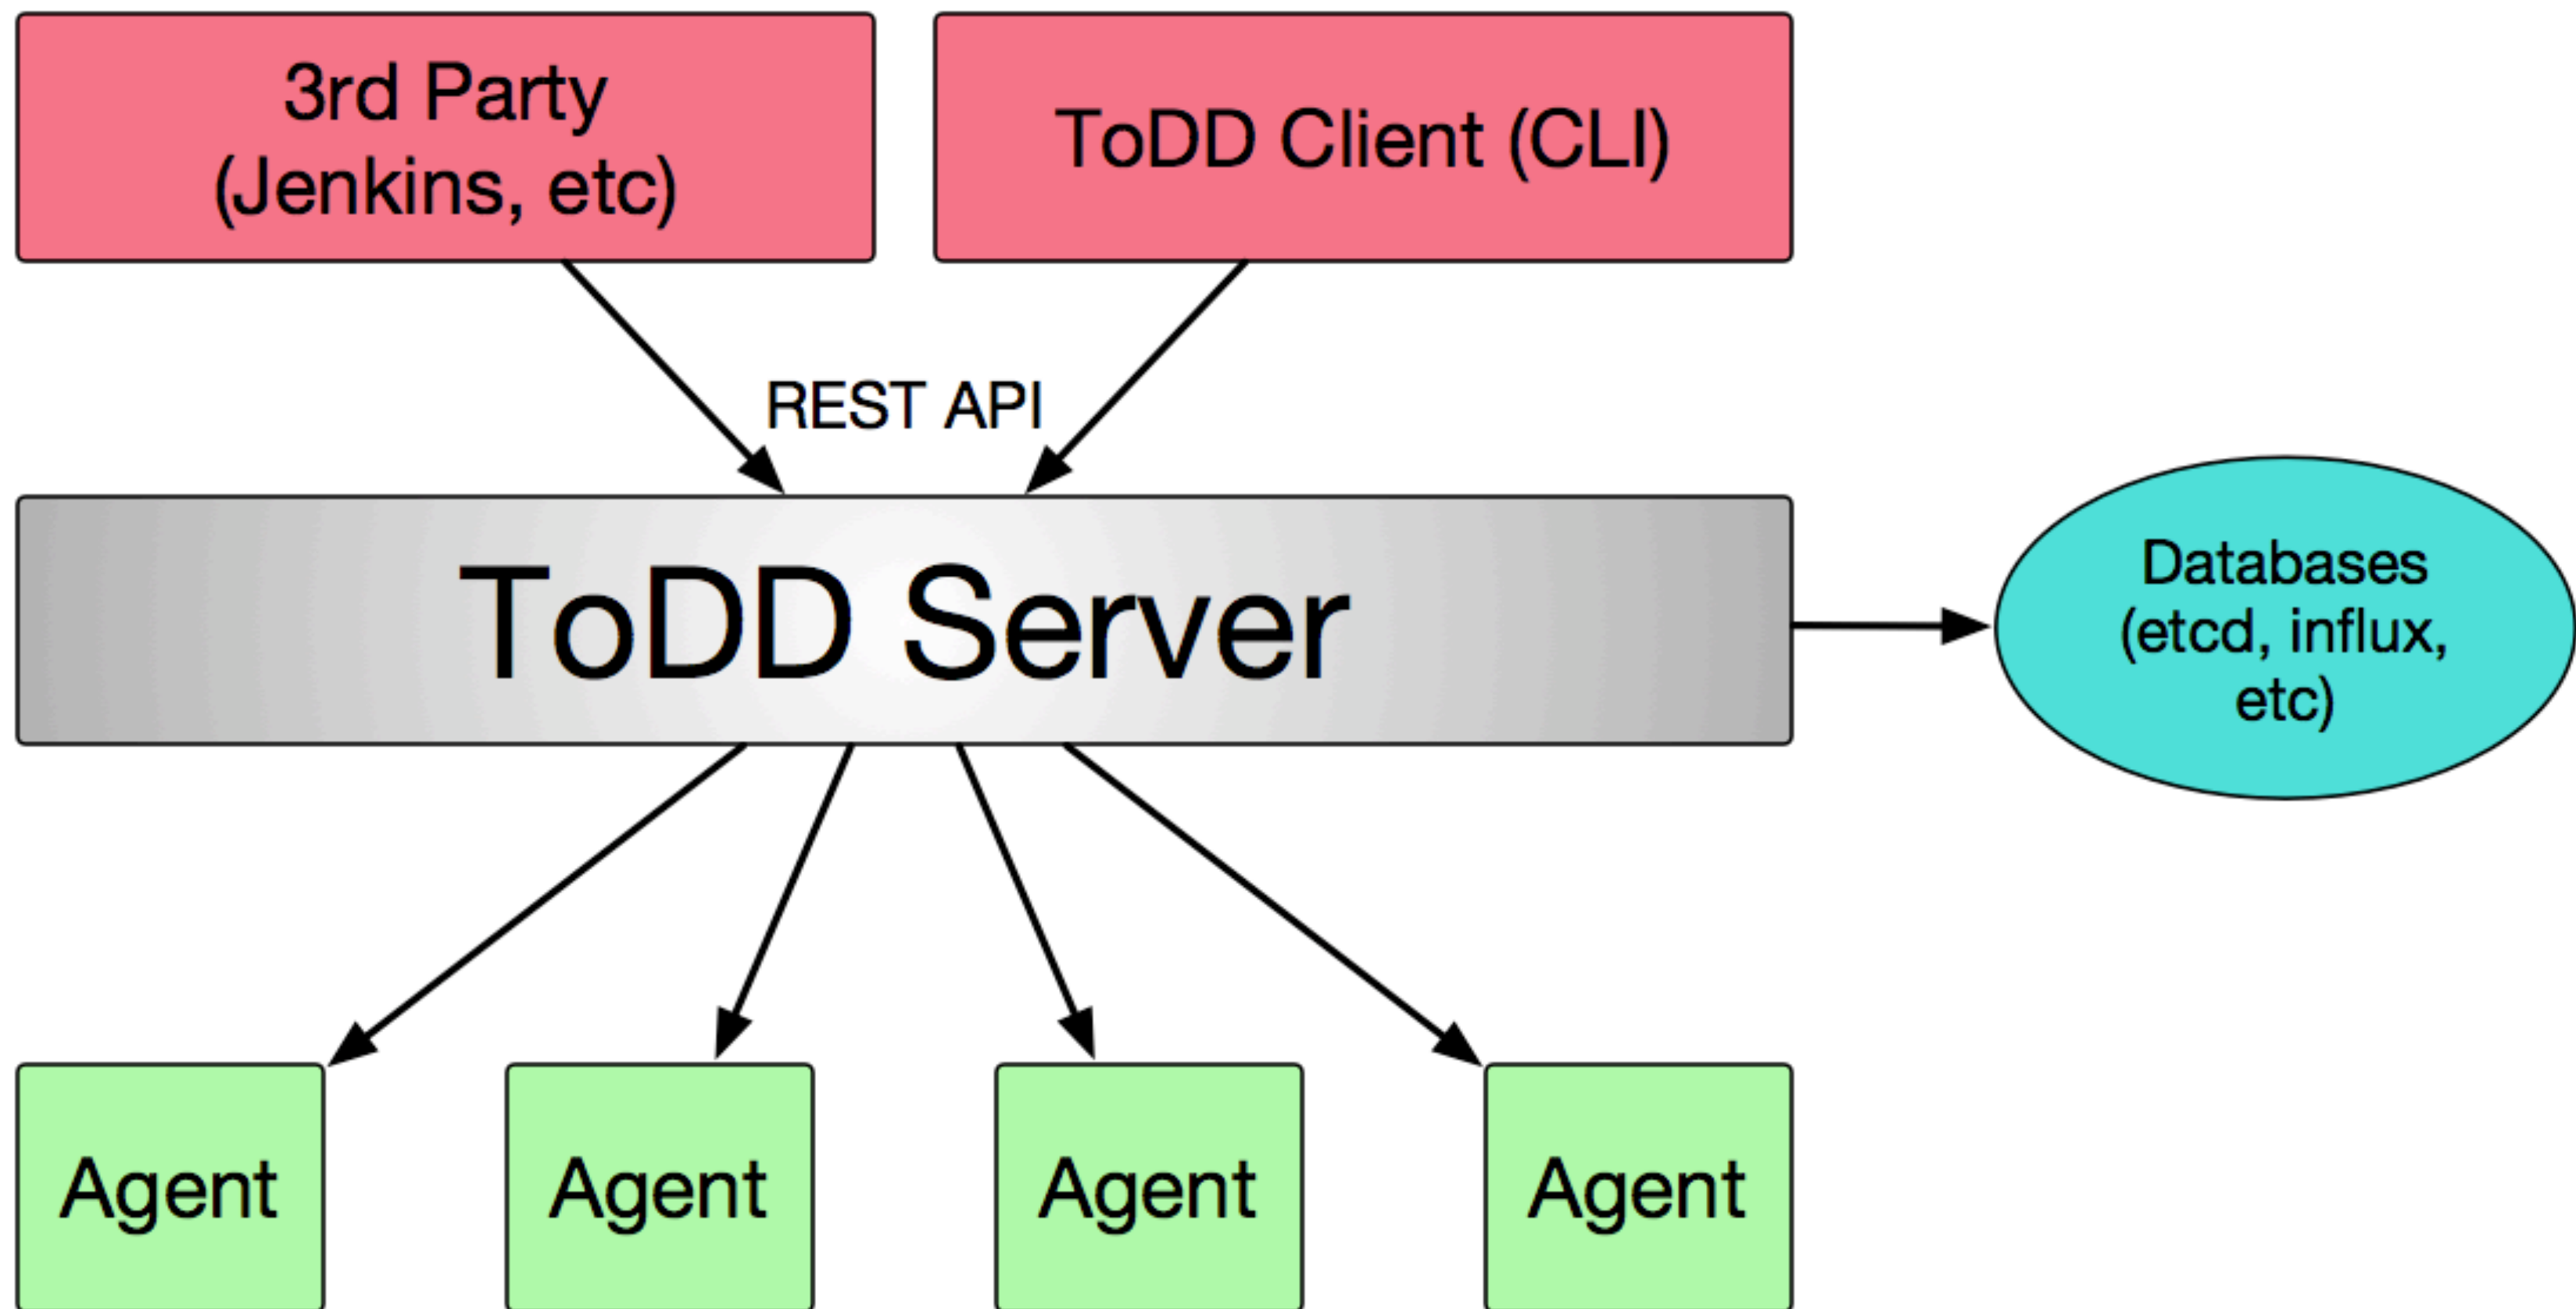 3rd Party
(Jenkins, etc)
ToDD Client (CLI)
REST API
ToDD Server
Databases
(etcd, influx,
etc)
Agent
Agent
Agent
Agent